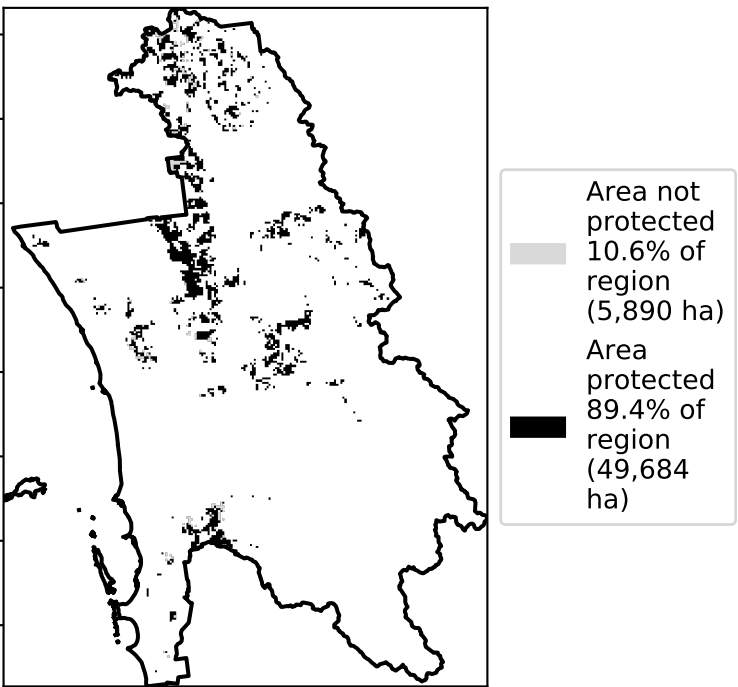 Area not
protected
10.6% of
region
(5,890 ha)
Area
protected
89.4% of
region
(49,684
ha)